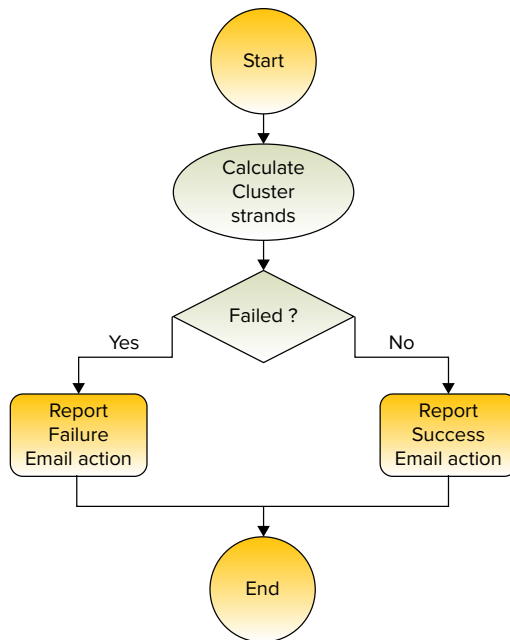 Start
Calculate
Cluster
strands
Failed ?
Yes
No
Report
Failure
Email action
Report
Success
Email action
End